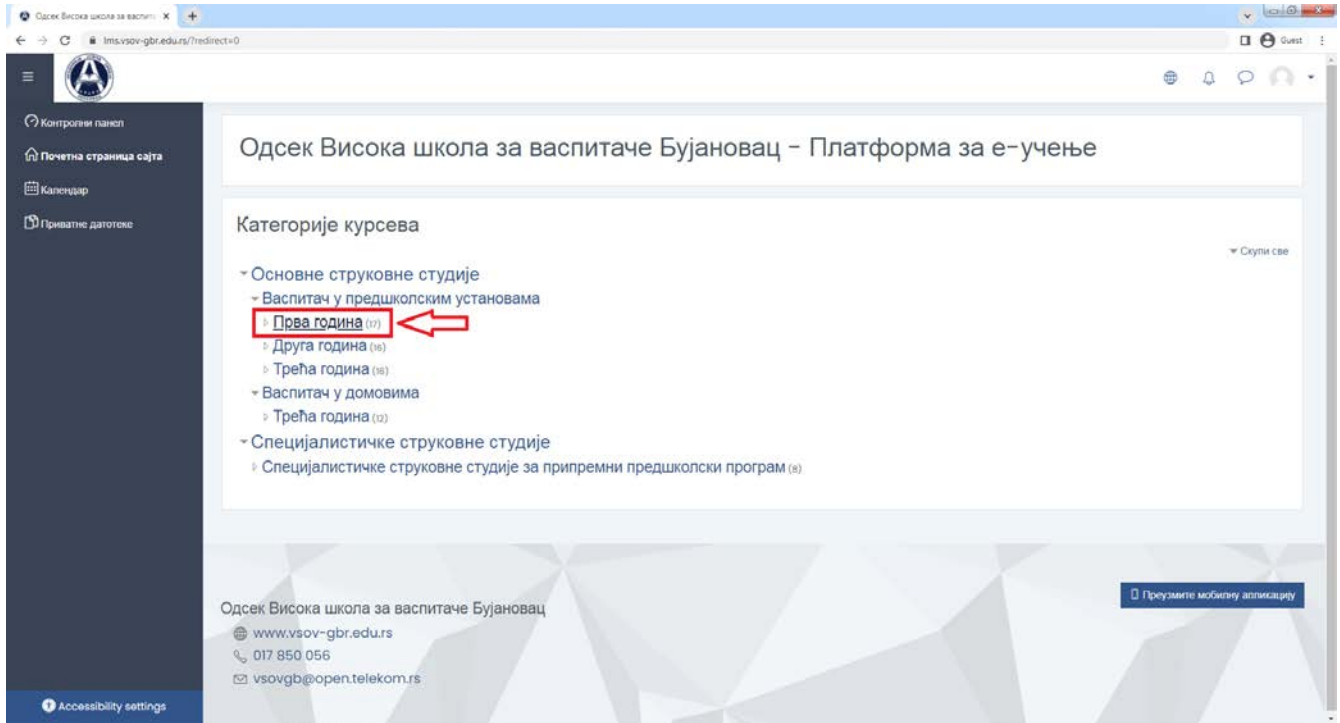 Одсек Висока школа за васпит
lms.vsov-gbr.edu.rs/?redirect=0
Guest
Контролни панел
Почетна страница сајта
Календар
Приватне датотеке
Одсек Висока школа за васпитаче Бујановац - Платформа за е-учење
Категорије курсева
Скупи све
Основне струковне студије
Васпитач у предшколским установама
Прва година (17)
Друга година (16)
Трећа година (16)
Васпитач у домовима
Трећа година (12)
Специјалистичке струковне студије
Специјалистичке струковне студије за припремни предшколски програм (8)
Преузмите мобилну апликацију
Одсек Висока школа за васпитаче Бујановац
www.vsov-gbr.edu.rs
017 850 056
vsovgb@open.telekom.rs
Accessibility settings